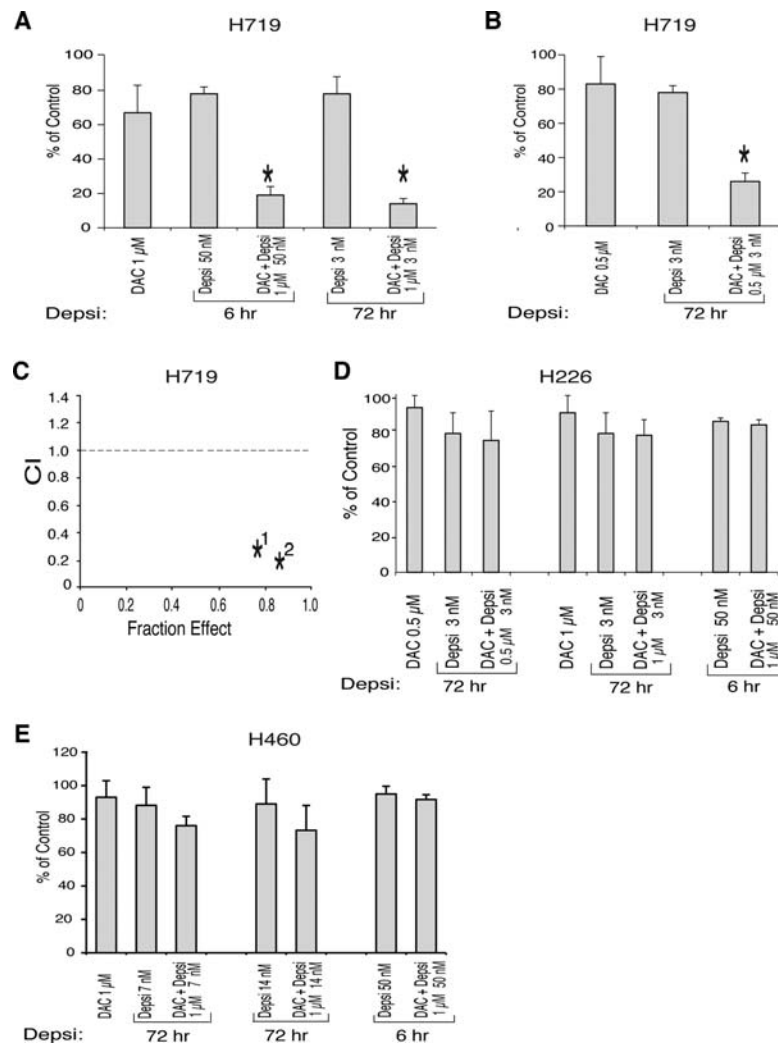 A
H719
% of Control
100
80
60
40
20
0
DAC 1 µM
Depsi 50 nM
DAC + Depsi
1 µM 50 nM
Depsi 3 nM
DAC + Depsi
1 µM 3 nM
Depsi:
6 hr
72 hr
B
H719
% of Control
100
80
60
40
20
0
DAC 0.5 µM
Depsi 3 nM
DAC + Depsi
0.5 µM 3 nM
Depsi:
72 hr
C
H719
CI
1.4
1.2
1.0
0.8
0.6
0.4
0.2
0
1
2
0 0.2 0.4 0.6 0.8 1.0
Fraction Effect
D
H226
% of Control
100
80
60
40
20
0
DAC 0.5 µM
Depsi 3 nM
DAC + Depsi
0.5 µM 3 nM
DAC 1 µM
Depsi 3 nM
DAC + Depsi
1 µM 3 nM
Depsi 50 nM
DAC + Depsi
1 µM 50 nM
Depsi:
72 hr
72 hr
6 hr
E
H460
% of Control
120
100
80
60
40
20
0
DAC 1 µM
Depsi 7 nM
DAC + Depsi
1 µM 7 nM
Depsi 14 nM
DAC + Depsi
1 µM 14 nM
Depsi 50 nM
DAC + Depsi
1 µM 50 nM
Depsi:
72 hr
72 hr
6 hr